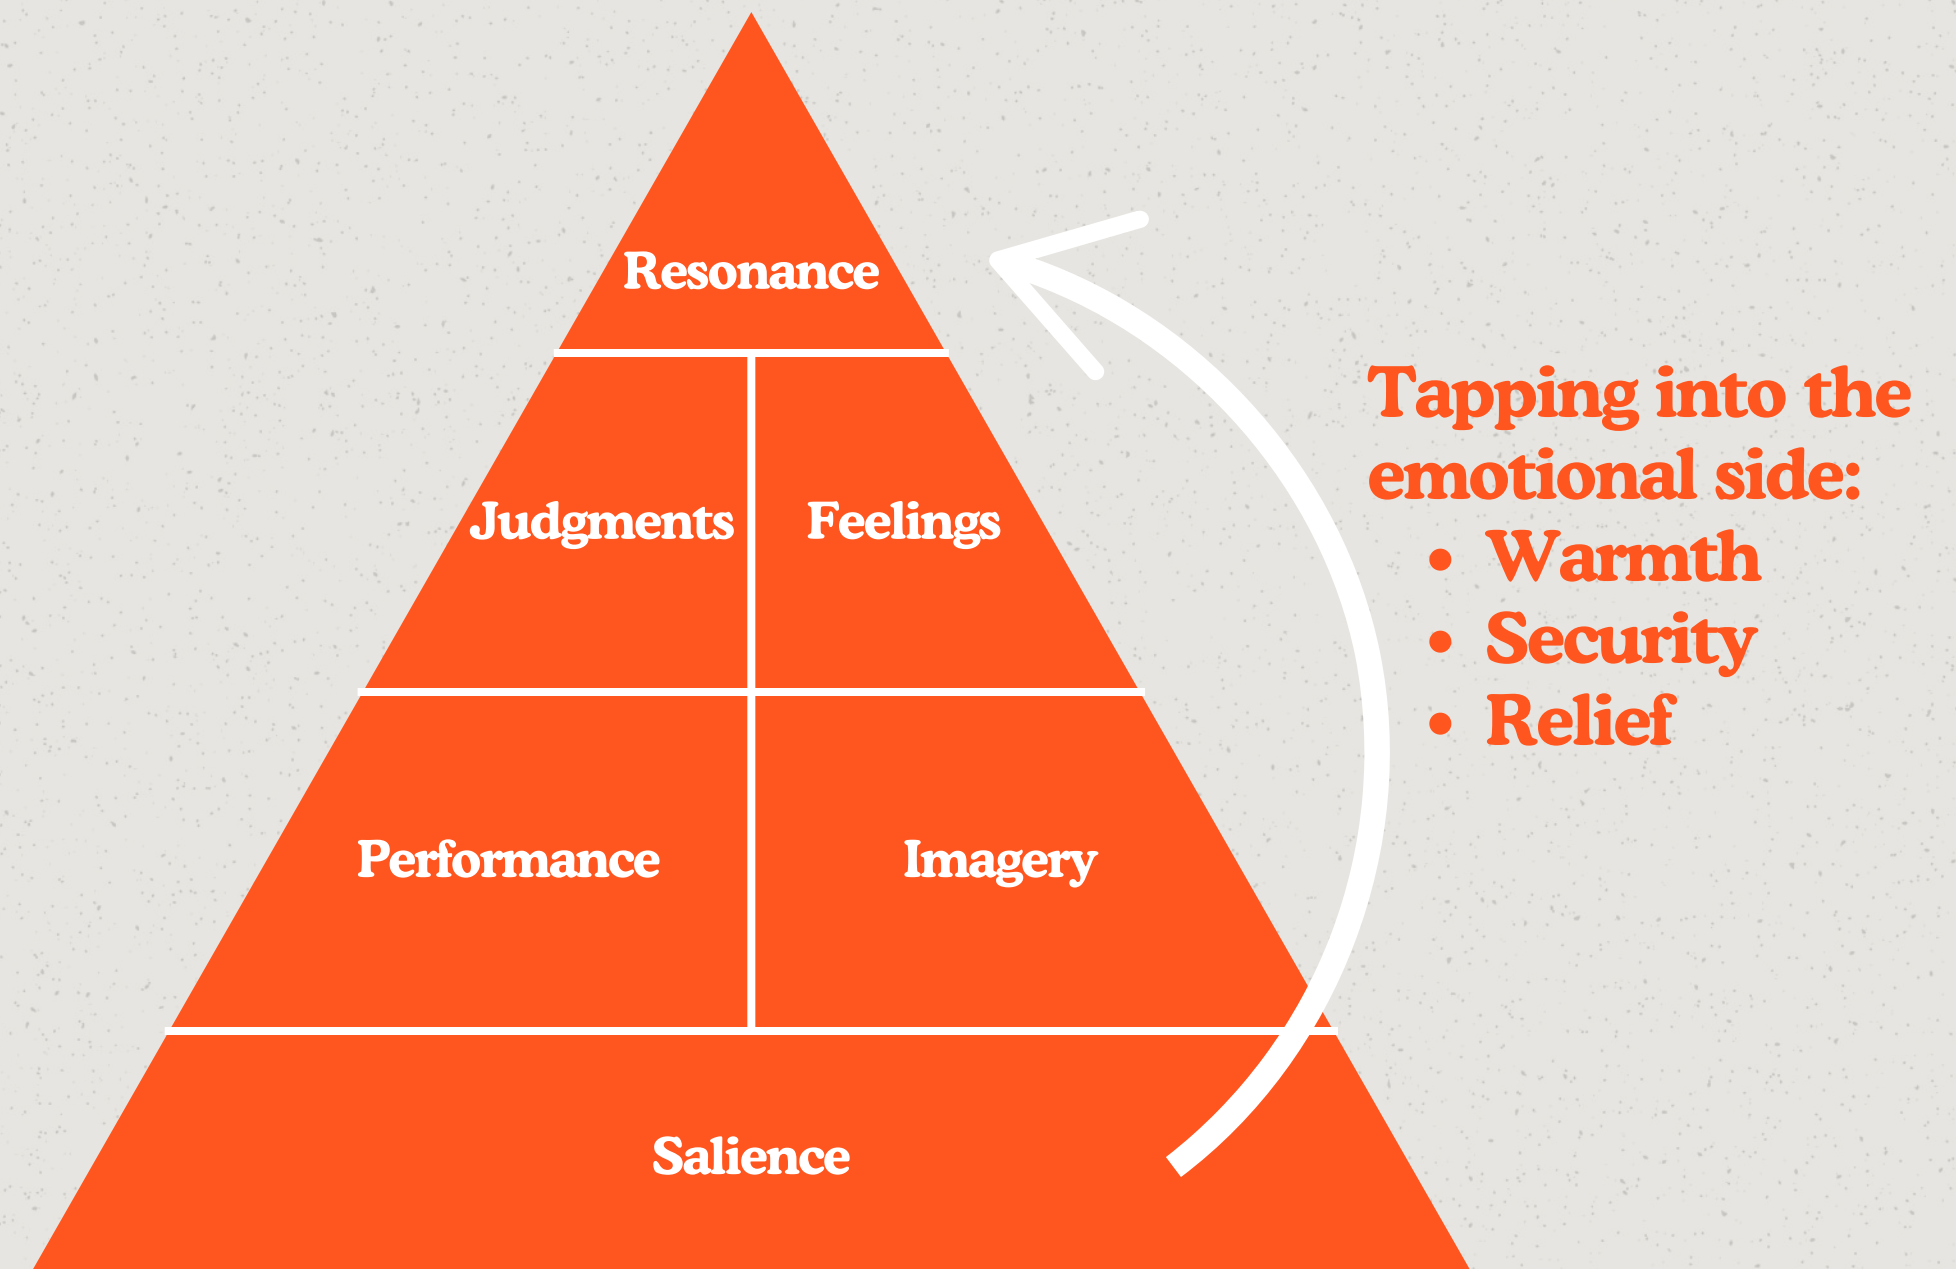 Resonance
Judgments
Feelings
Performance
Imagery
Salience
Tapping into the
emotional side:
• Warmth
• Security
• Relief